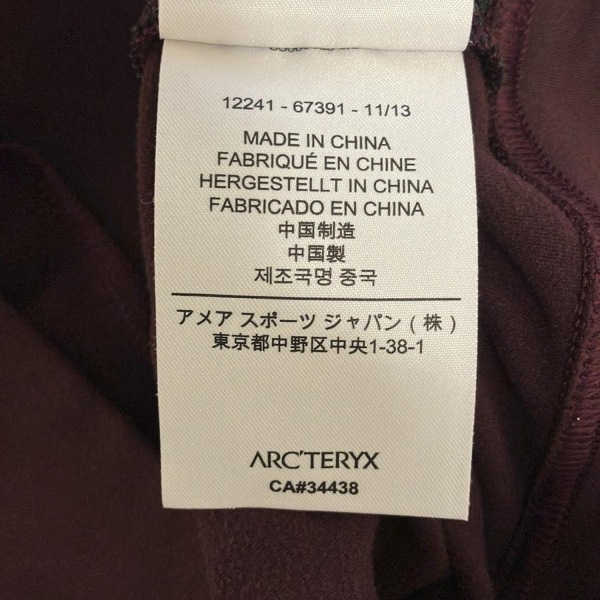 12241 - 67391 - 11/13
MADE IN CHINA
FABRIQUÉ EN CHINE
HERGESTELLT IN CHINA
FABRICADO EN CHINA
中国制造
中国製
제조국명 중국
アメア スポーツ ジャパン ( 株 )
東京都中野区中央1-38-1
ARC'TERYX
CA#34438